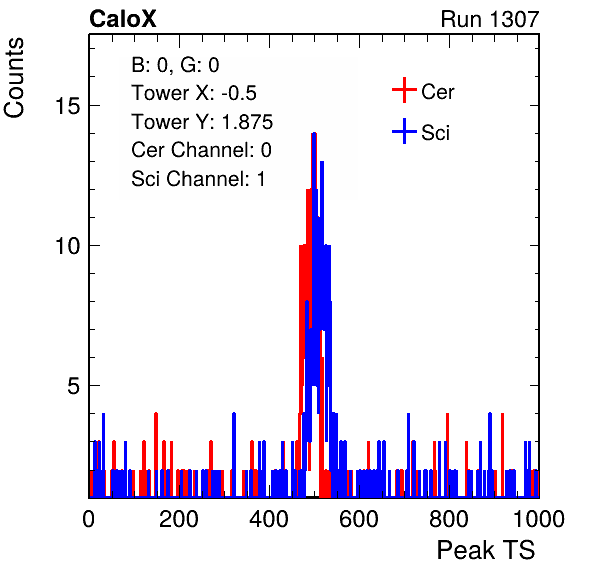 CaloX Run 1307
Counts
B: 0, G: 0
Tower X: -0.5
Tower Y: 1.875
Cer Channel: 0
Sci Channel: 1
Cer
Sci
15
10
5
0 200 400 600 800 1000
Peak TS